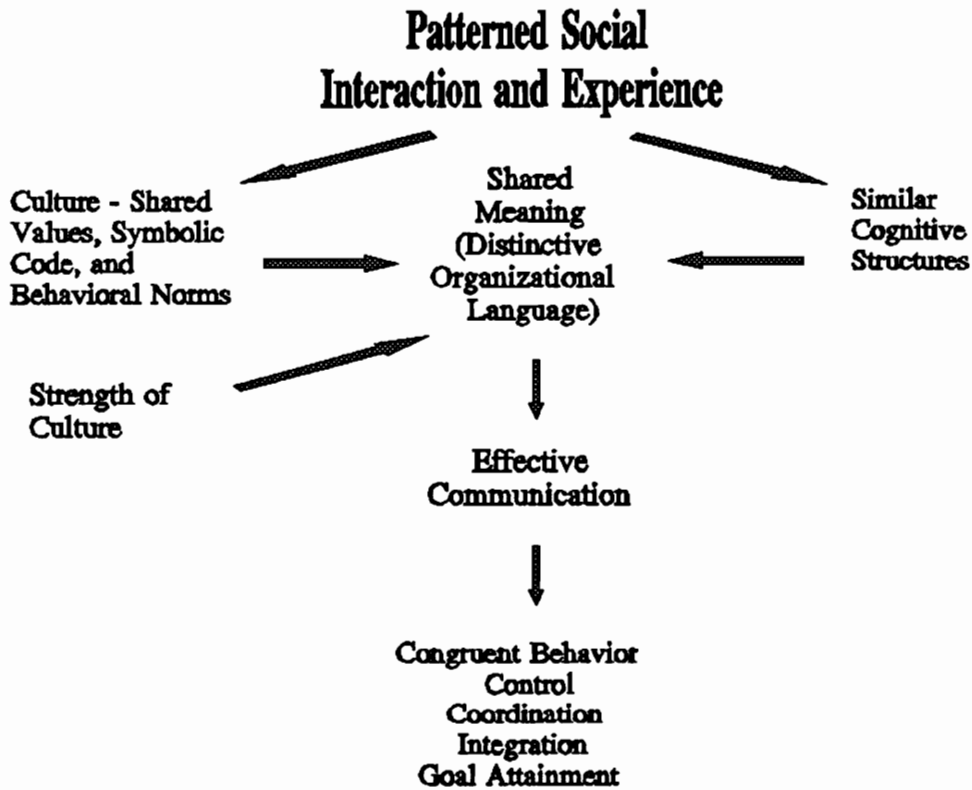 Patterned Social
Interaction and Experience
Culture - Shared
Values, Symbolic
Code, and
Behavioral Norms
Shared
Meaning
(Distinctive
Organizational
Language)
Similar
Cognitive
Structures
Strength of
Culture
Effective
Communication
Congruent Behavior
Control
Coordination
Integration
Goal Attainment